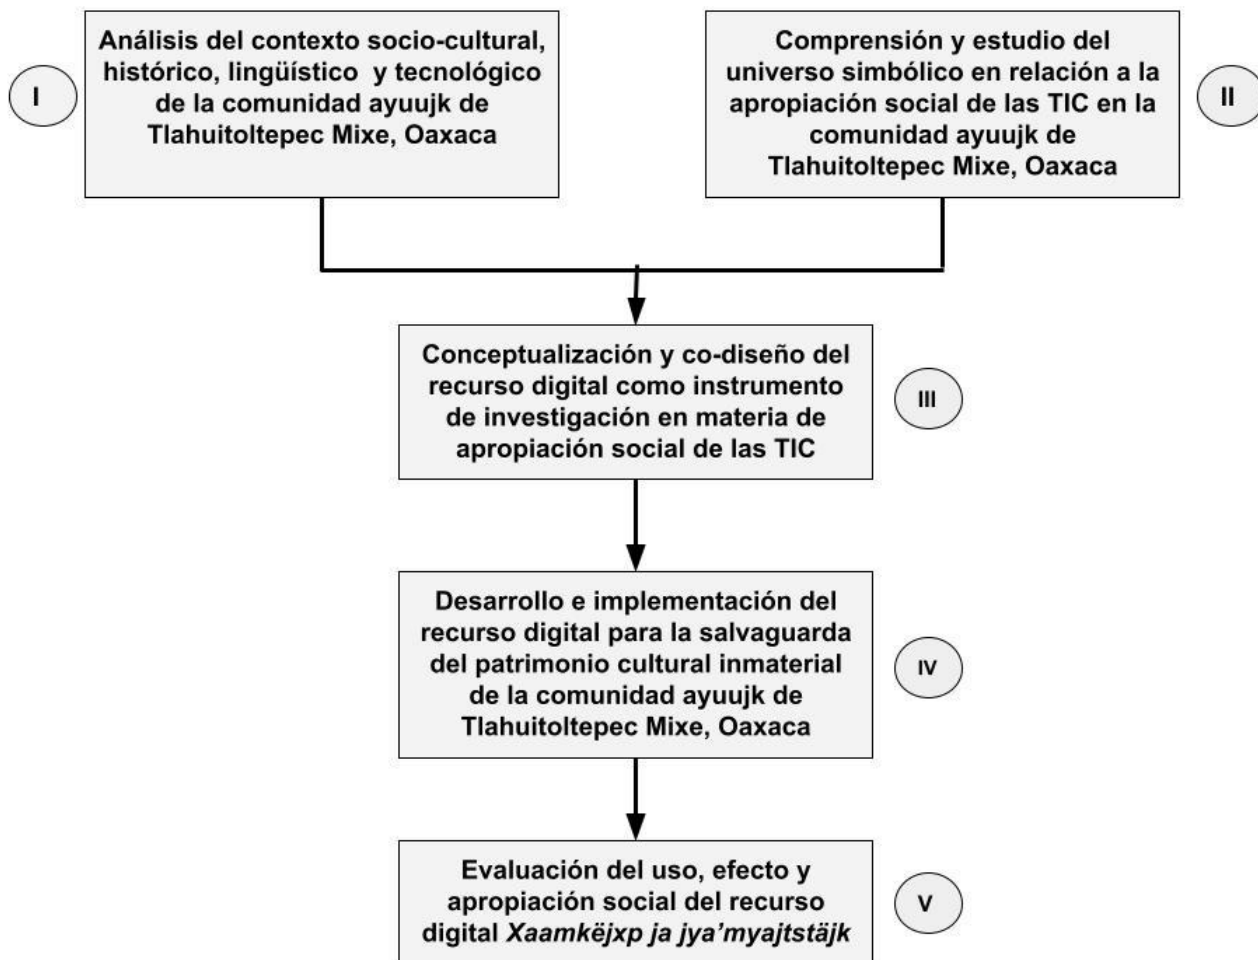 I
Análisis del contexto socio-cultural,
histórico, lingüístico y tecnológico
de la comunidad ayuujk de
Tlahuitoltepec Mixe, Oaxaca
Comprensión y estudio del
universo simbólico en relación a la
apropiación social de las TIC en la
comunidad ayuujk de
Tlahuitoltepec Mixe, Oaxaca
II
Conceptualización y co-diseño del
recurso digital como instrumento
de investigación en materia de
apropiación social de las TIC
III
Desarrollo e implementación del
recurso digital para la salvaguarda
del patrimonio cultural inmaterial
de la comunidad ayuujk de
Tlahuitoltepec Mixe, Oaxaca
IV
Evaluación del uso, efecto y
apropiación social del recurso
digital Xaamkëjxp ja jya’myajtstäjk
V